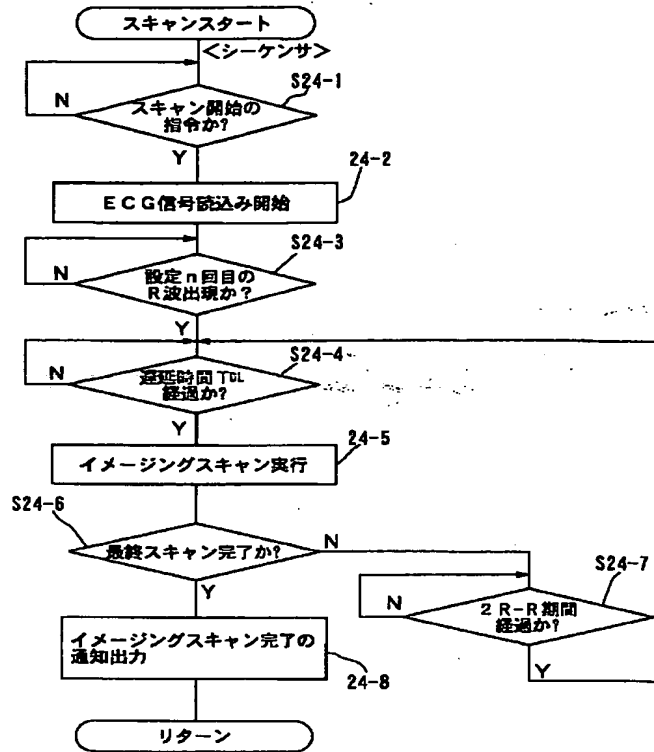 スキャンスタート
<シーケンサ>
S24-1
スキャン開始の
指令か?
N
Y
24-2
ECG信号読込み開始
S24-3
設定n回目の
R波出現か?
N
Y
S24-4
遅延時間TDL
経過か?
N
Y
24-5
イメージングスキャン実行
S24-6
最終スキャン完了か?
N
Y
S24-7
2R-R期間
経過か?
N
Y
イメージングスキャン完了の
通知出力
24-8
リターン